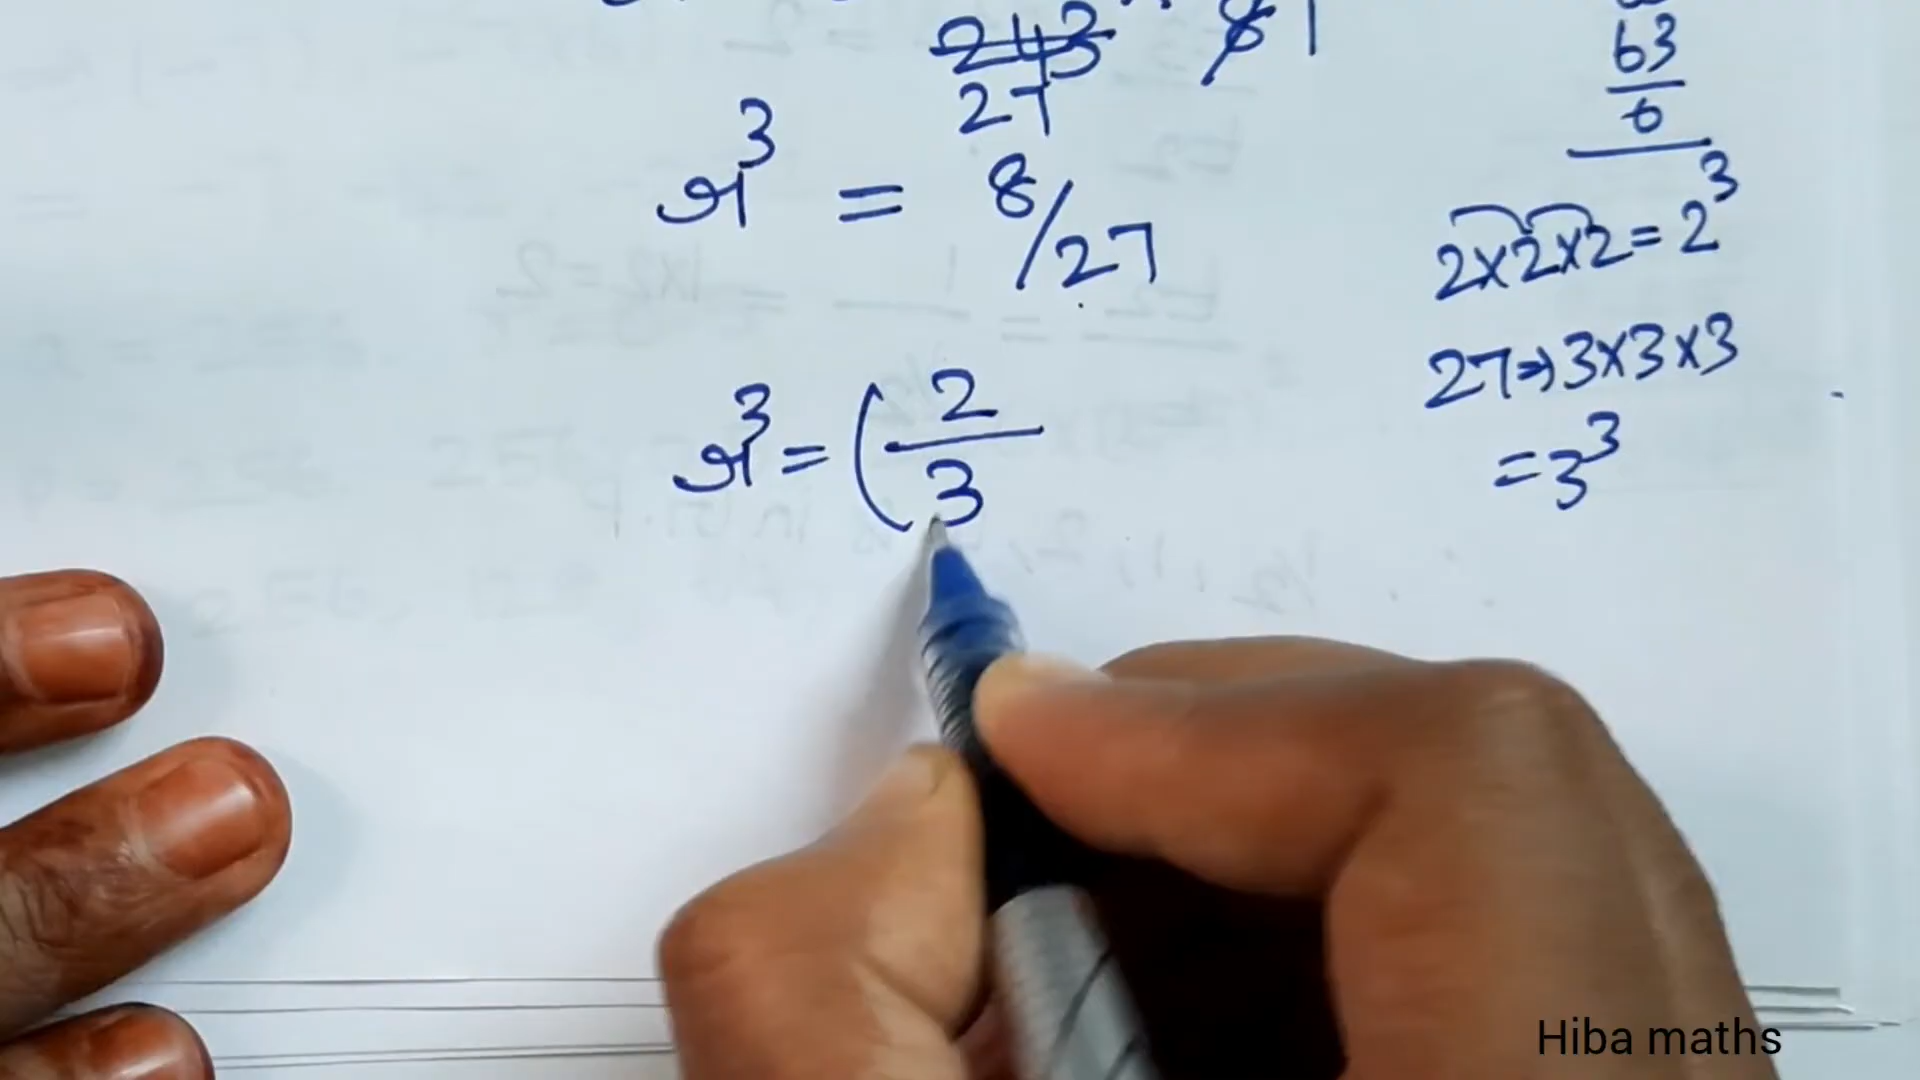 243 81
27
r³ = 8/27
r³ = (2/3
63
0
2×2×2=2³
27⇒3×3×3
=3³
Hiba maths